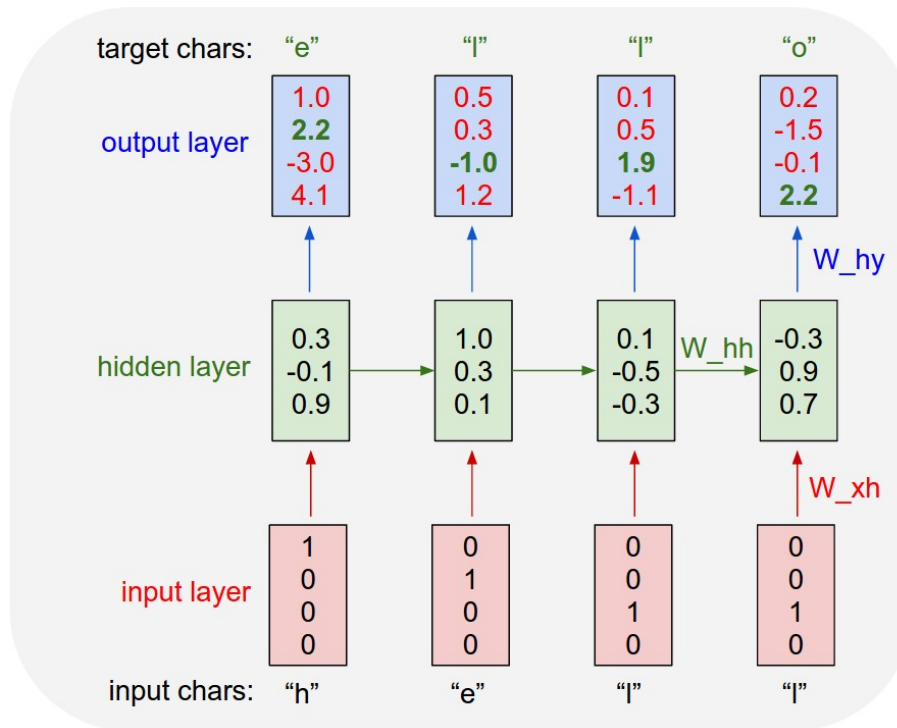 target chars: “e” “l” “l” “o”
1.0 0.5 0.1 0.2
2.2 0.3 0.5 -1.5
output layer
-3.0 -1.0 1.9 -0.1
4.1 1.2 -1.1 2.2
W_hy
0.3 1.0 0.1 -0.3
W_hh
hidden layer -0.1 0.3 -0.5 0.9
0.9 0.1 -0.3 0.7
W_xh
1 0 0 0
0 1 0 0
input layer
0 0 1 1
0 0 0 0
input chars: “h” “e” “l” “l”